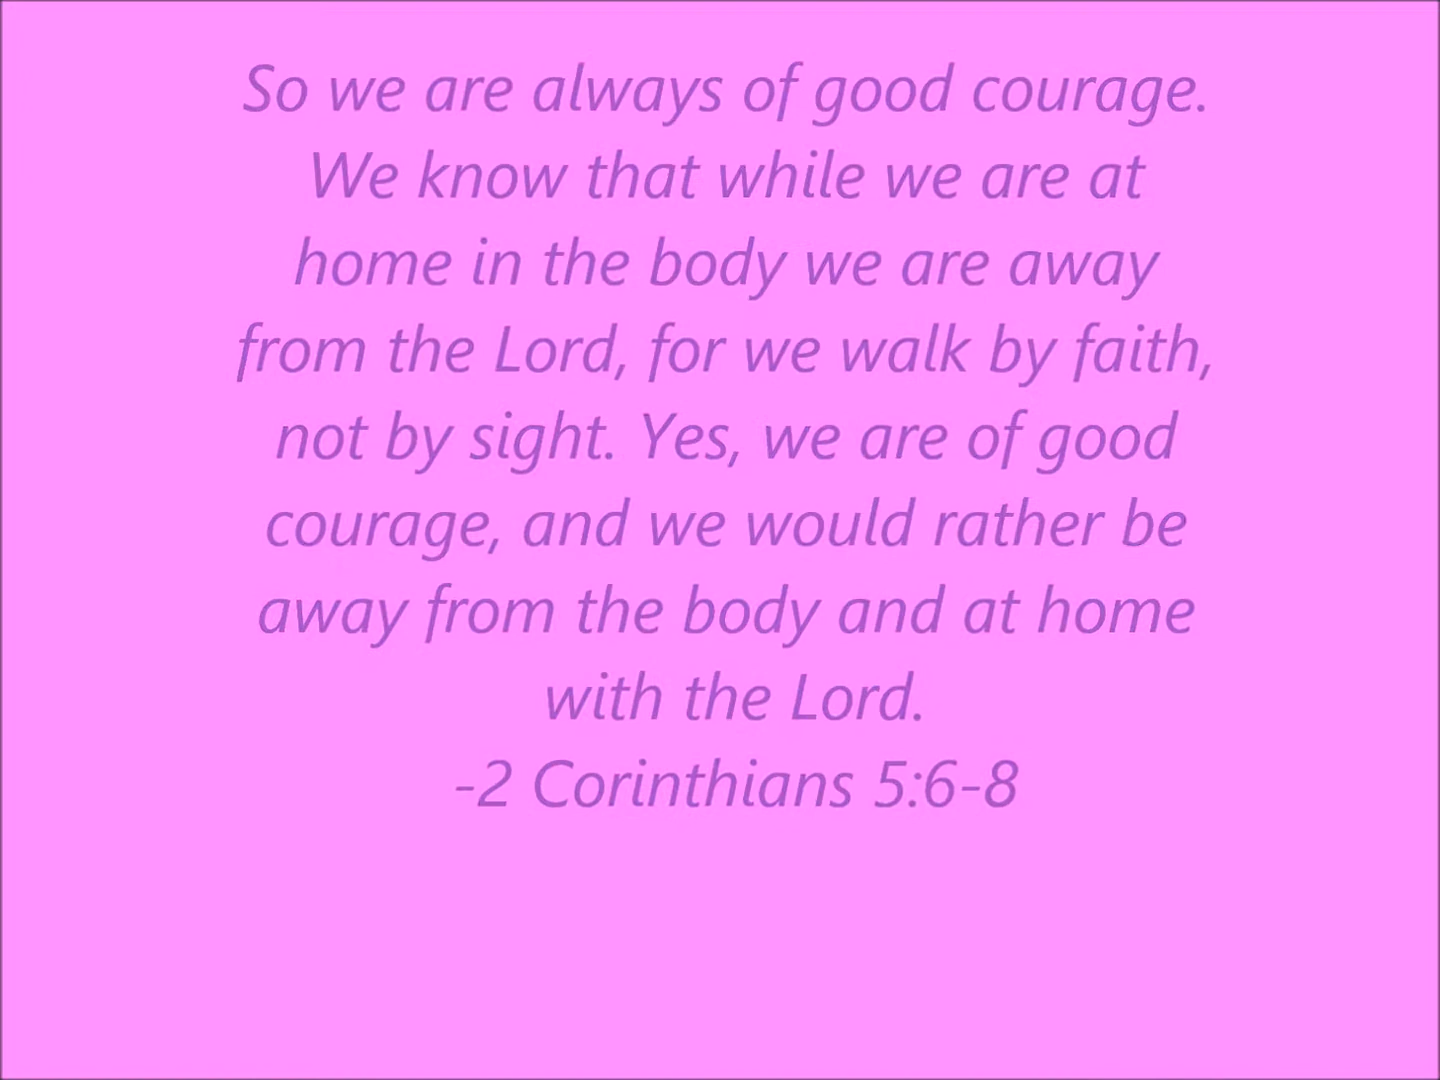 So we are always of good courage.
We know that while we are at
home in the body we are away
from the Lord, for we walk by faith,
not by sight. Yes, we are of good
courage, and we would rather be
away from the body and at home
with the Lord.
-2 Corinthians 5:6-8